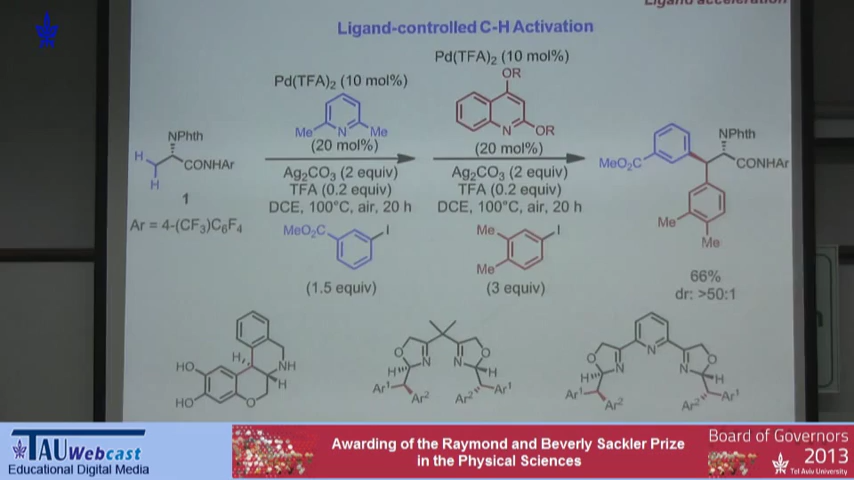 Ligand acceleration
Ligand-controlled C-H Activation
Pd(TFA)₂ (10 mol%)
Me N Me
(20 mol%)
Ag₂CO₃ (2 equiv)
TFA (0.2 equiv)
DCE, 100°C, air, 20 h
MeO₂C I
(1.5 equiv)
Pd(TFA)₂ (10 mol%)
OR
N OR
(20 mol%)
Ag₂CO₃ (2 equiv)
TFA (0.2 equiv)
DCE, 100°C, air, 20 h
Me I
Me
(3 equiv)
NPhth
H
CONHAr
H
1
Ar = 4-(CF₃)C₆F₄
NPhth
MeO₂C
CONHAr
Me
Me
66%
dr: >50:1
H
HO
NH
H
HO
O
O N N O
H H
Ar¹ Ar² Ar² Ar¹
N
O N N O
H H
Ar¹ Ar² Ar² Ar¹
TAU Webcast
Educational Digital Media
Awarding of the Raymond and Beverly Sackler Prize
in the Physical Sciences
Board of Governors
2013
Tel Aviv University